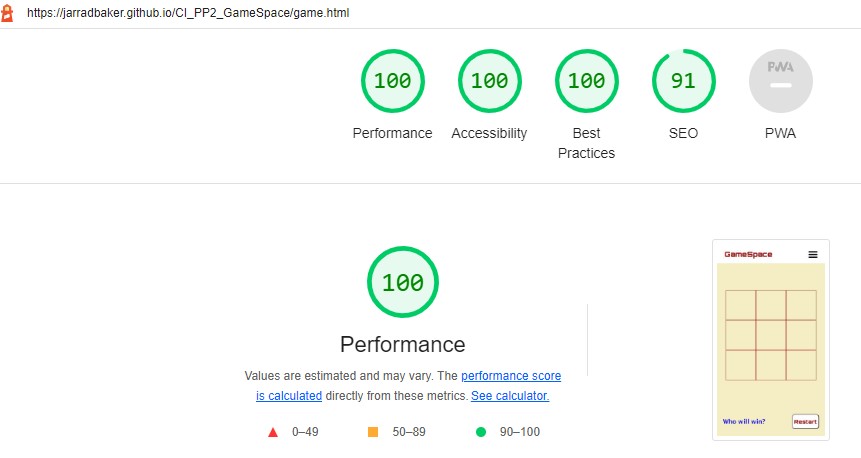 https://jarradbaker.github.io/CI_PP2_GameSpace/game.html
100
100
100
91
PWA
Performance
Accessibility
Best
Practices
SEO
PWA
100
Performance
Values are estimated and may vary. The performance score
is calculated directly from these metrics. See calculator.
0–49
50–89
90–100
GameSpace
Who will win?
Restart